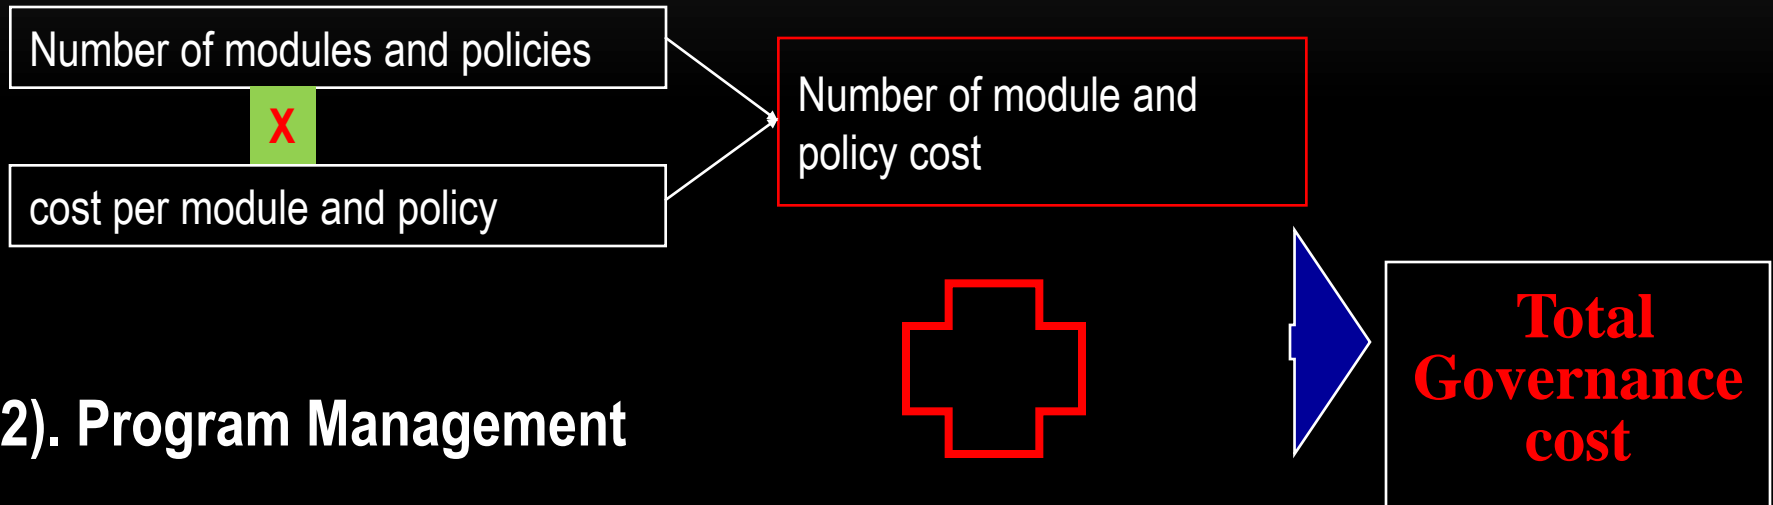 Number of modules and policies
X
cost per module and policy
Number of module and
policy cost
2). Program Management
Total
Governance
cost